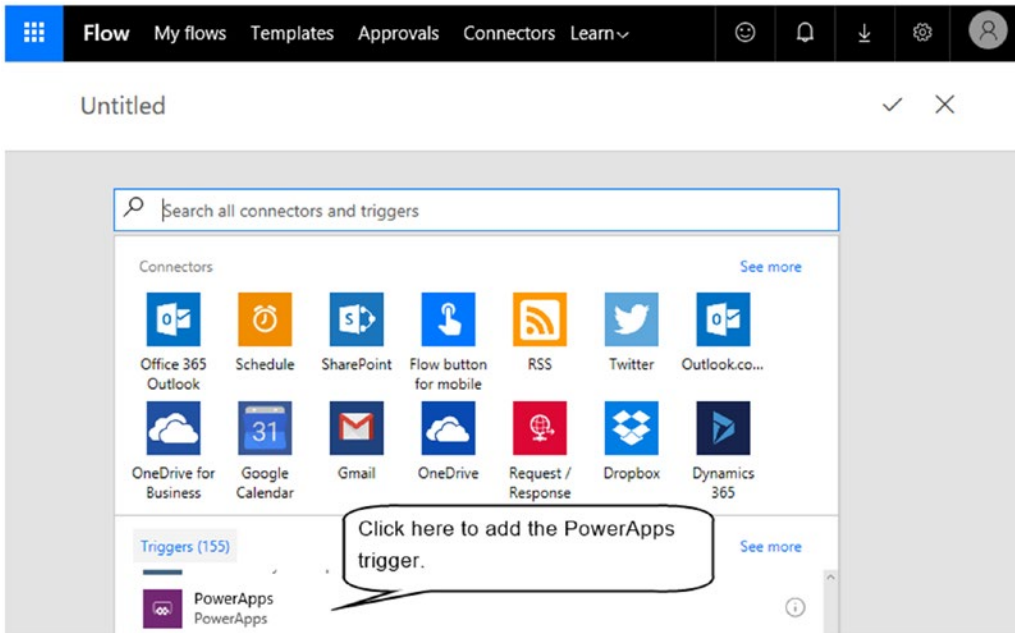 Flow My flows Templates Approvals Connectors Learn
Untitled
Search all connectors and triggers
Connectors See more
Office 365 Outlook
Schedule
SharePoint
Flow button for mobile
RSS
Twitter
Outlook.co...
OneDrive for Business
31
Google Calendar
Gmail
OneDrive
Request / Response
Dropbox
Dynamics 365
Click here to add the PowerApps
trigger.
Triggers (155) See more
PowerApps
PowerApps